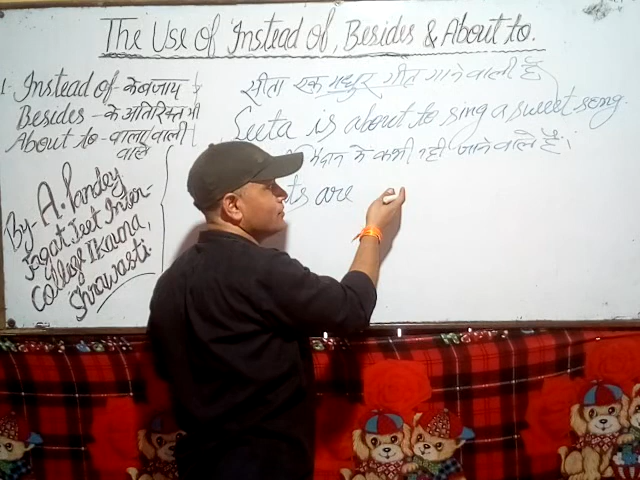 The Use of Instead of, Besides & About to.
1- Instead of - के बजाय
Besides - के अतिरिक्त भी
About to - वाला/वाली
वाले
By- A. Pandey
Jagat Jeet Inter-
College Ikauna,
Shrawasti.
सीता एक मधुर गीत गाने वाली है
Seeta is about to sing a sweet song.
मैदान में कभी नहीं जाने वाले हैं।
ts are